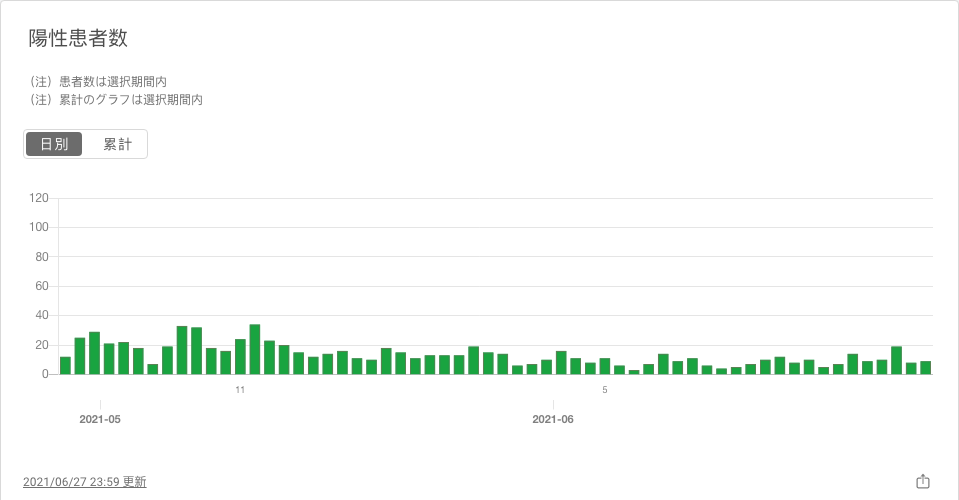 陽性患者数
（注）患者数は選択期間内
（注）累計のグラフは選択期間内
日別 累計
120
100
80
60
40
20
0
11 5
2021-05 2021-06
2021/06/27 23:59 更新